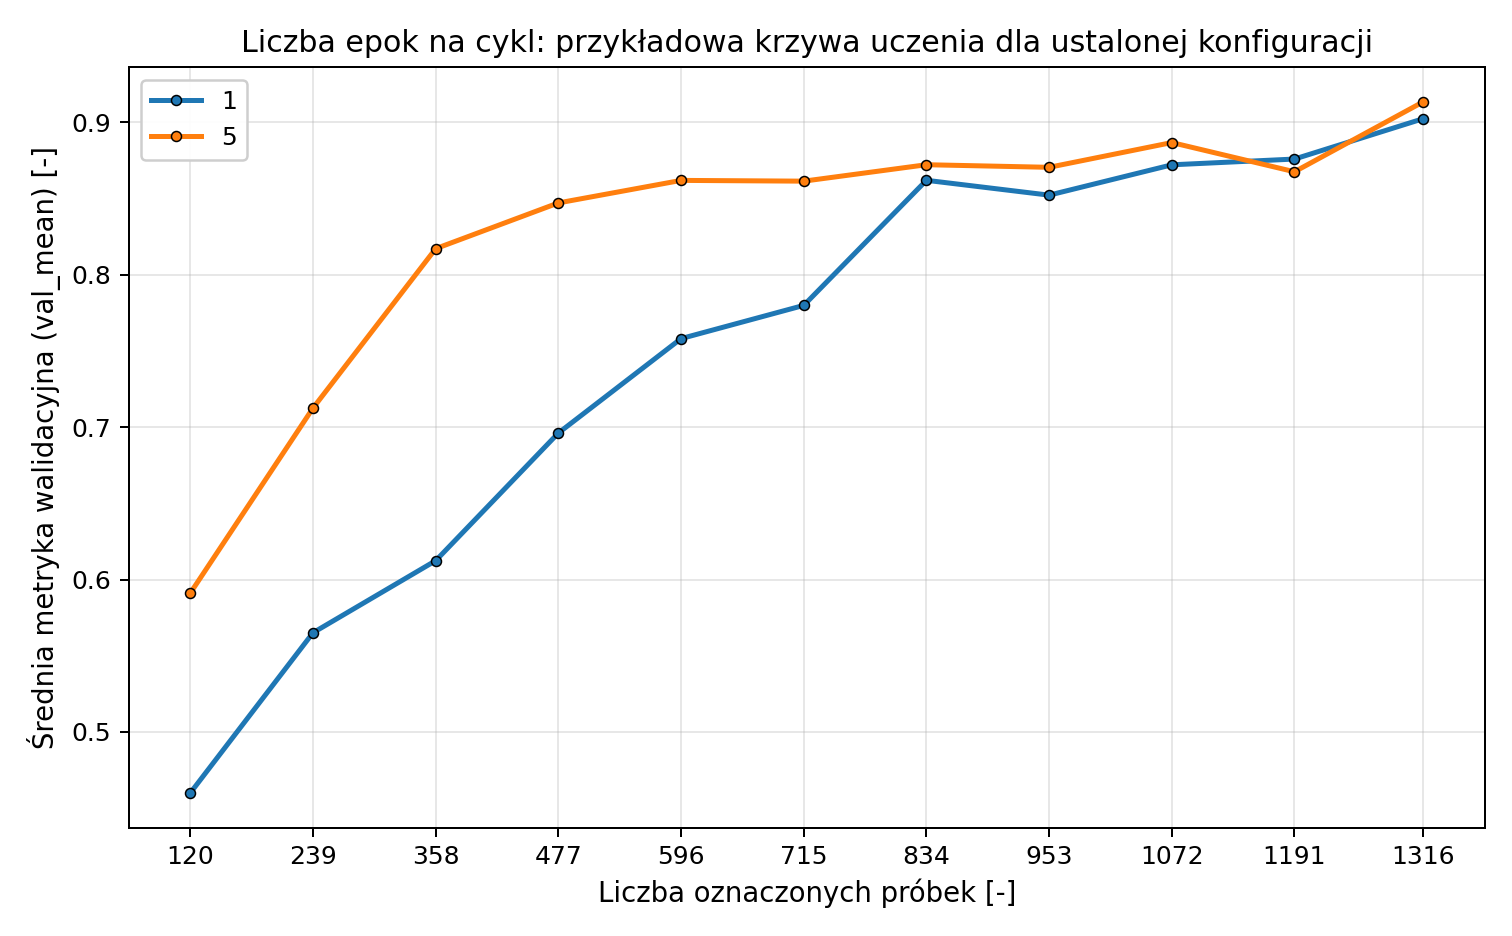 Liczba epok na cykl: przykładowa krzywa uczenia dla ustalonej konfiguracji
1
5
Średnia metryka walidacyjna (val_mean) [-]
0.9
0.8
0.7
0.6
0.5
120 239 358 477 596 715 834 953 1072 1191 1316
Liczba oznaczonych próbek [-]